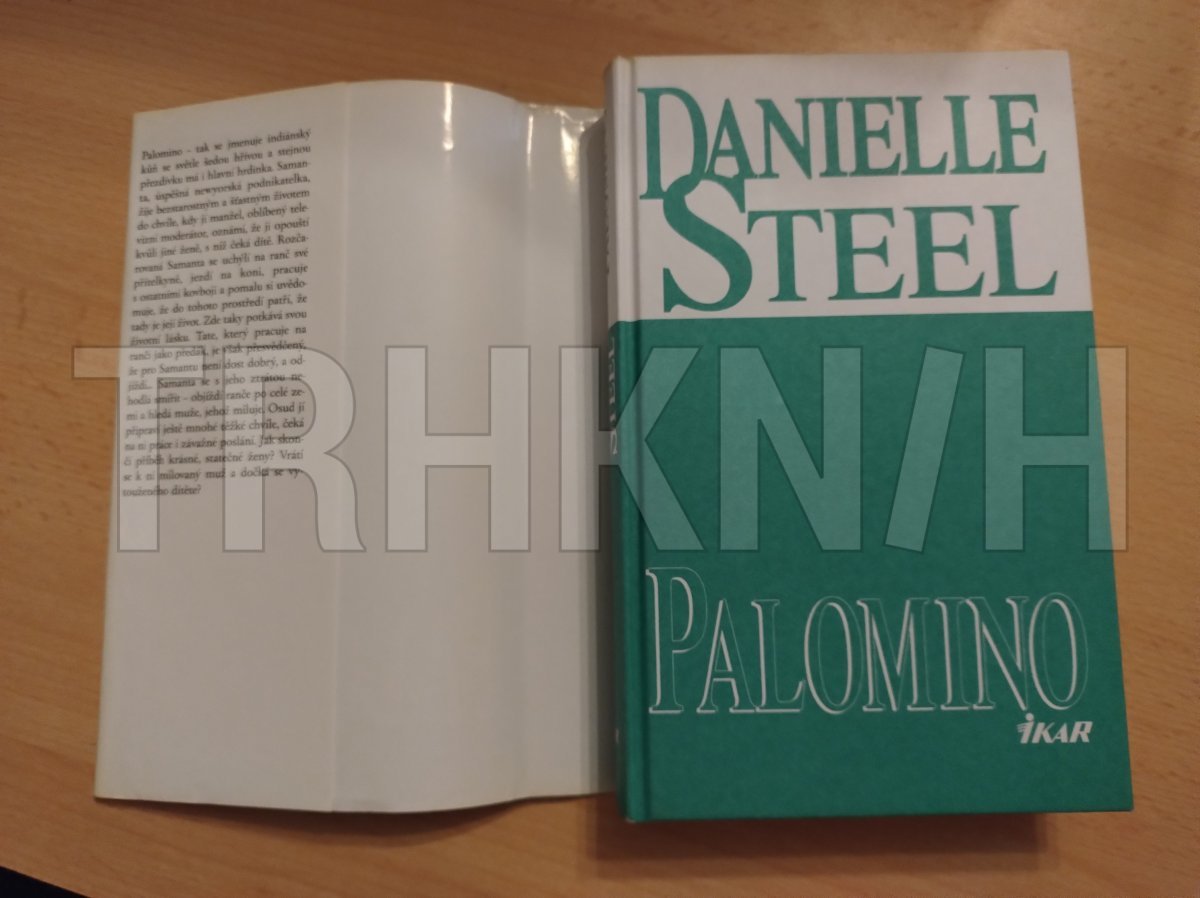 Palomino - tak se jmenuje indiánský
kůň se světle šedou hřívou a stejnou
přezdívku má i hlavní hrdinka. Saman-
ta, úspěšná newyorská podnikatelka,
žije bezstarostným a šťastným životem
do chvíle, kdy jí manžel, oblíbený tele-
vizní moderátor, oznámí, že ji opouští
kvůli jiné ženě, s níž čeká dítě. Rozča-
rovaná Samanta se uchýlí na ranč své
přítelkyně, jezdí na koni, pracuje
s ostatními kovboji a pomalu si uvědo-
muje, že do tohoto prostředí patří, že
tady je její život. Zde taky potkává svou
životní lásku. Tate, který pracuje na
ranči jako předák, je však přesvědčený,
že pro Samantu není dost dobrý, a od-
jíždí... Samanta se s jeho ztrátou ne-
hodlá smířit - objíždí ranče po celé ze-
mi a hledá muže, jehož miluje. Osud jí
připraví ještě mnohé těžké chvíle, čeká
na ni práce i závažné poslání. Jak skon-
čí příběh krásné, statečné ženy? Vrátí
se k ní milovaný muž a dočká se vy-
touženého dítěte?
DANIELLE
STEEL
STEEL
PALOMINO
IKAR
TRHKNIH